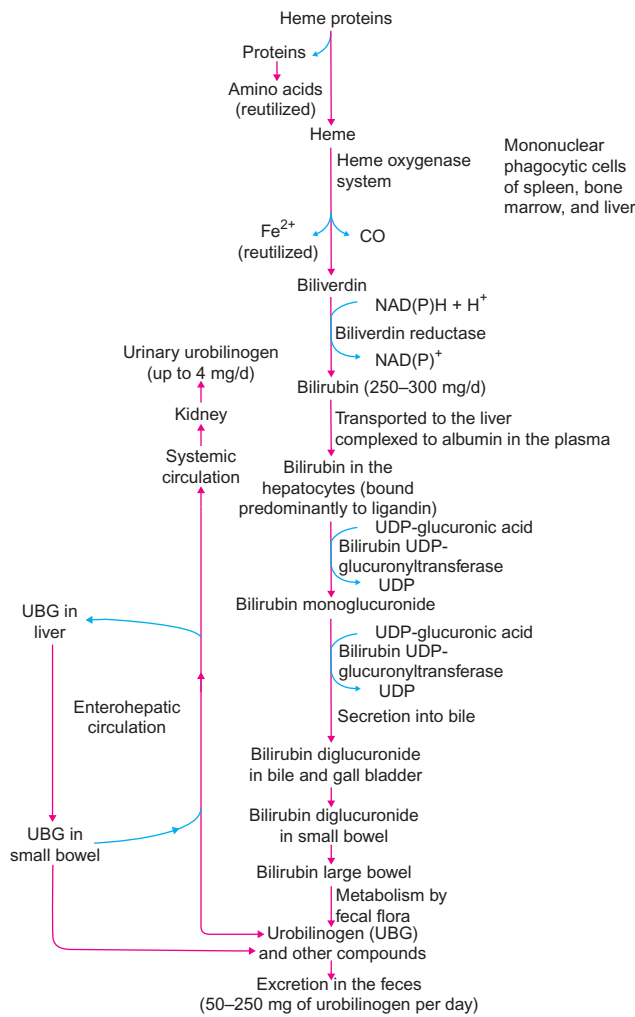 Heme proteins
Proteins
Amino acids
(reutilized)
Heme
Heme oxygenase
system
Mononuclear
phagocytic cells
of spleen, bone
marrow, and liver
Fe²⁺
(reutilized)
CO
Biliverdin
NAD(P)H + H⁺
Biliverdin reductase
NAD(P)⁺
Urinary urobilinogen
(up to 4 mg/d)
Bilirubin (250–300 mg/d)
Kidney
Transported to the liver
complexed to albumin in the plasma
Systemic
circulation
Bilirubin in the
hepatocytes (bound
predominantly to ligandin)
UDP-glucuronic acid
Bilirubin UDP-
glucuronyltransferase
UDP
Bilirubin monoglucuronide
UBG in
liver
UDP-glucuronic acid
Bilirubin UDP-
glucuronyltransferase
UDP
Enterohepatic
circulation
Secretion into bile
Bilirubin diglucuronide
in bile and gall bladder
Bilirubin diglucuronide
in small bowel
UBG in
small bowel
Bilirubin large bowel
Metabolism by
fecal flora
Urobilinogen (UBG)
and other compounds
Excretion in the feces
(50–250 mg of urobilinogen per day)